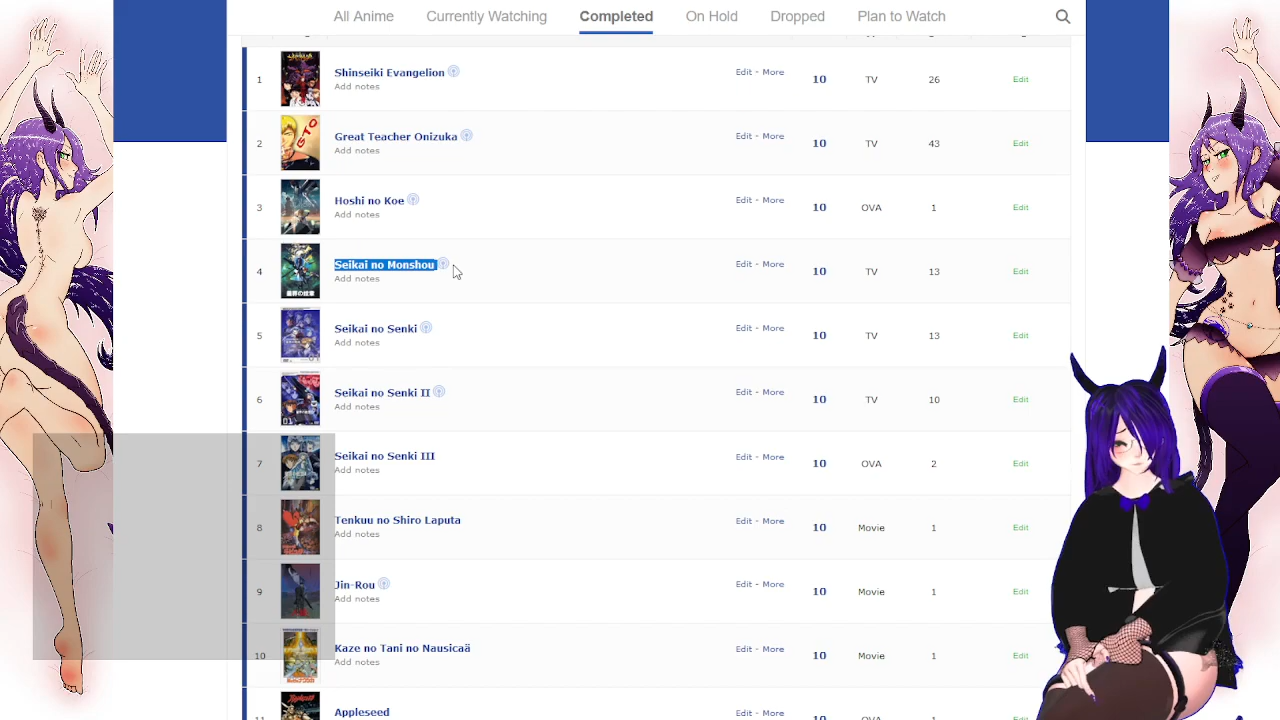 All Anime Currently Watching Completed On Hold Dropped Plan to Watch
1 Shinseiki Evangelion Edit - More 10 TV 26 Edit
Add notes
2 GTO Great Teacher Onizuka Edit - More 10 TV 43 Edit
Add notes
3 Hoshi no Koe Edit - More 10 OVA 1 Edit
Add notes
4 Seikai no Monshou Edit - More 10 TV 13 Edit
Add notes
5 Seikai no Senki Edit - More 10 TV 13 Edit
Add notes
6 Seikai no Senki II Edit - More 10 TV 10 Edit
Add notes
7 Seikai no Senki III Edit - More 10 OVA 2 Edit
Add notes
8 Tenkuu no Shiro Laputa Edit - More 10 Movie 1 Edit
Add notes
9 Jin-Rou Edit - More 10 Movie 1 Edit
Add notes
10 Kaze no Tani no Nausicaä Edit - More 10 Movie 1 Edit
Add notes
11 Appleseed Edit - More 10 OVA 1 Edit